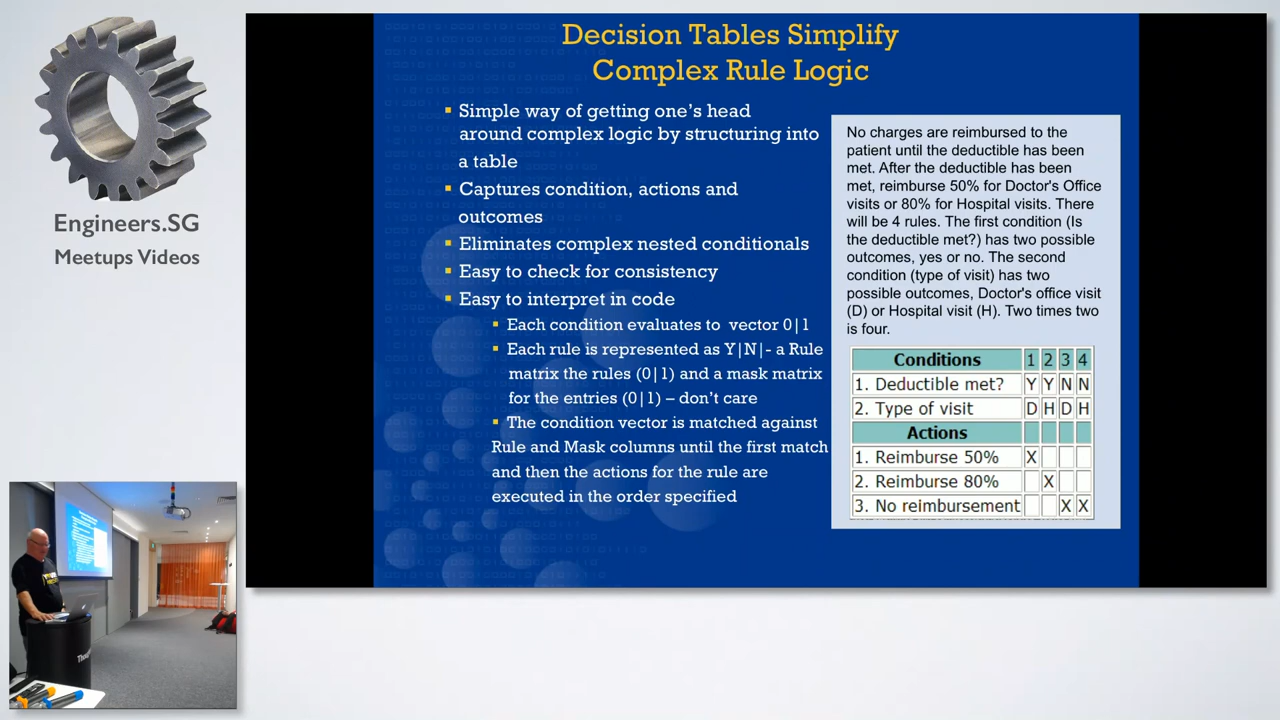 Decision Tables Simplify
Complex Rule Logic
▪ Simple way of getting one's head
around complex logic by structuring into
a table
▪ Captures condition, actions and
outcomes
▪ Eliminates complex nested conditionals
▪ Easy to check for consistency
▪ Easy to interpret in code
▪ Each condition evaluates to vector 0|1
▪ Each rule is represented as Y|N|- a Rule
matrix the rules (0|1) and a mask matrix
for the entries (0|1) – don't care
▪ The condition vector is matched against
Rule and Mask columns until the first match
and then the actions for the rule are
executed in the order specified
No charges are reimbursed to the
patient until the deductible has been
met. After the deductible has been
met, reimburse 50% for Doctor's Office
visits or 80% for Hospital visits. There
will be 4 rules. The first condition (Is
the deductible met?) has two possible
outcomes, yes or no. The second
condition (type of visit) has two
possible outcomes, Doctor's office visit
(D) or Hospital visit (H). Two times two
is four.
Conditions 1 2 3 4
1. Deductible met? Y Y N N
2. Type of visit D H D H
Actions
1. Reimburse 50% X
2. Reimburse 80% X
3. No reimbursement X X
Engineers.SG
Meetups Videos